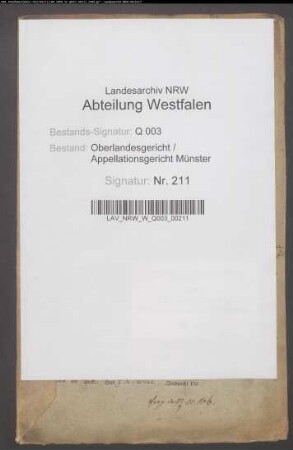 Landesarchiv NRW
Abteilung Westfalen
Bestands-Signatur: Q 003
Bestand: Oberlandesgericht /
Appellationsgericht Münster
Signatur: Nr. 211
LAV_NRW_W_Q003_00211